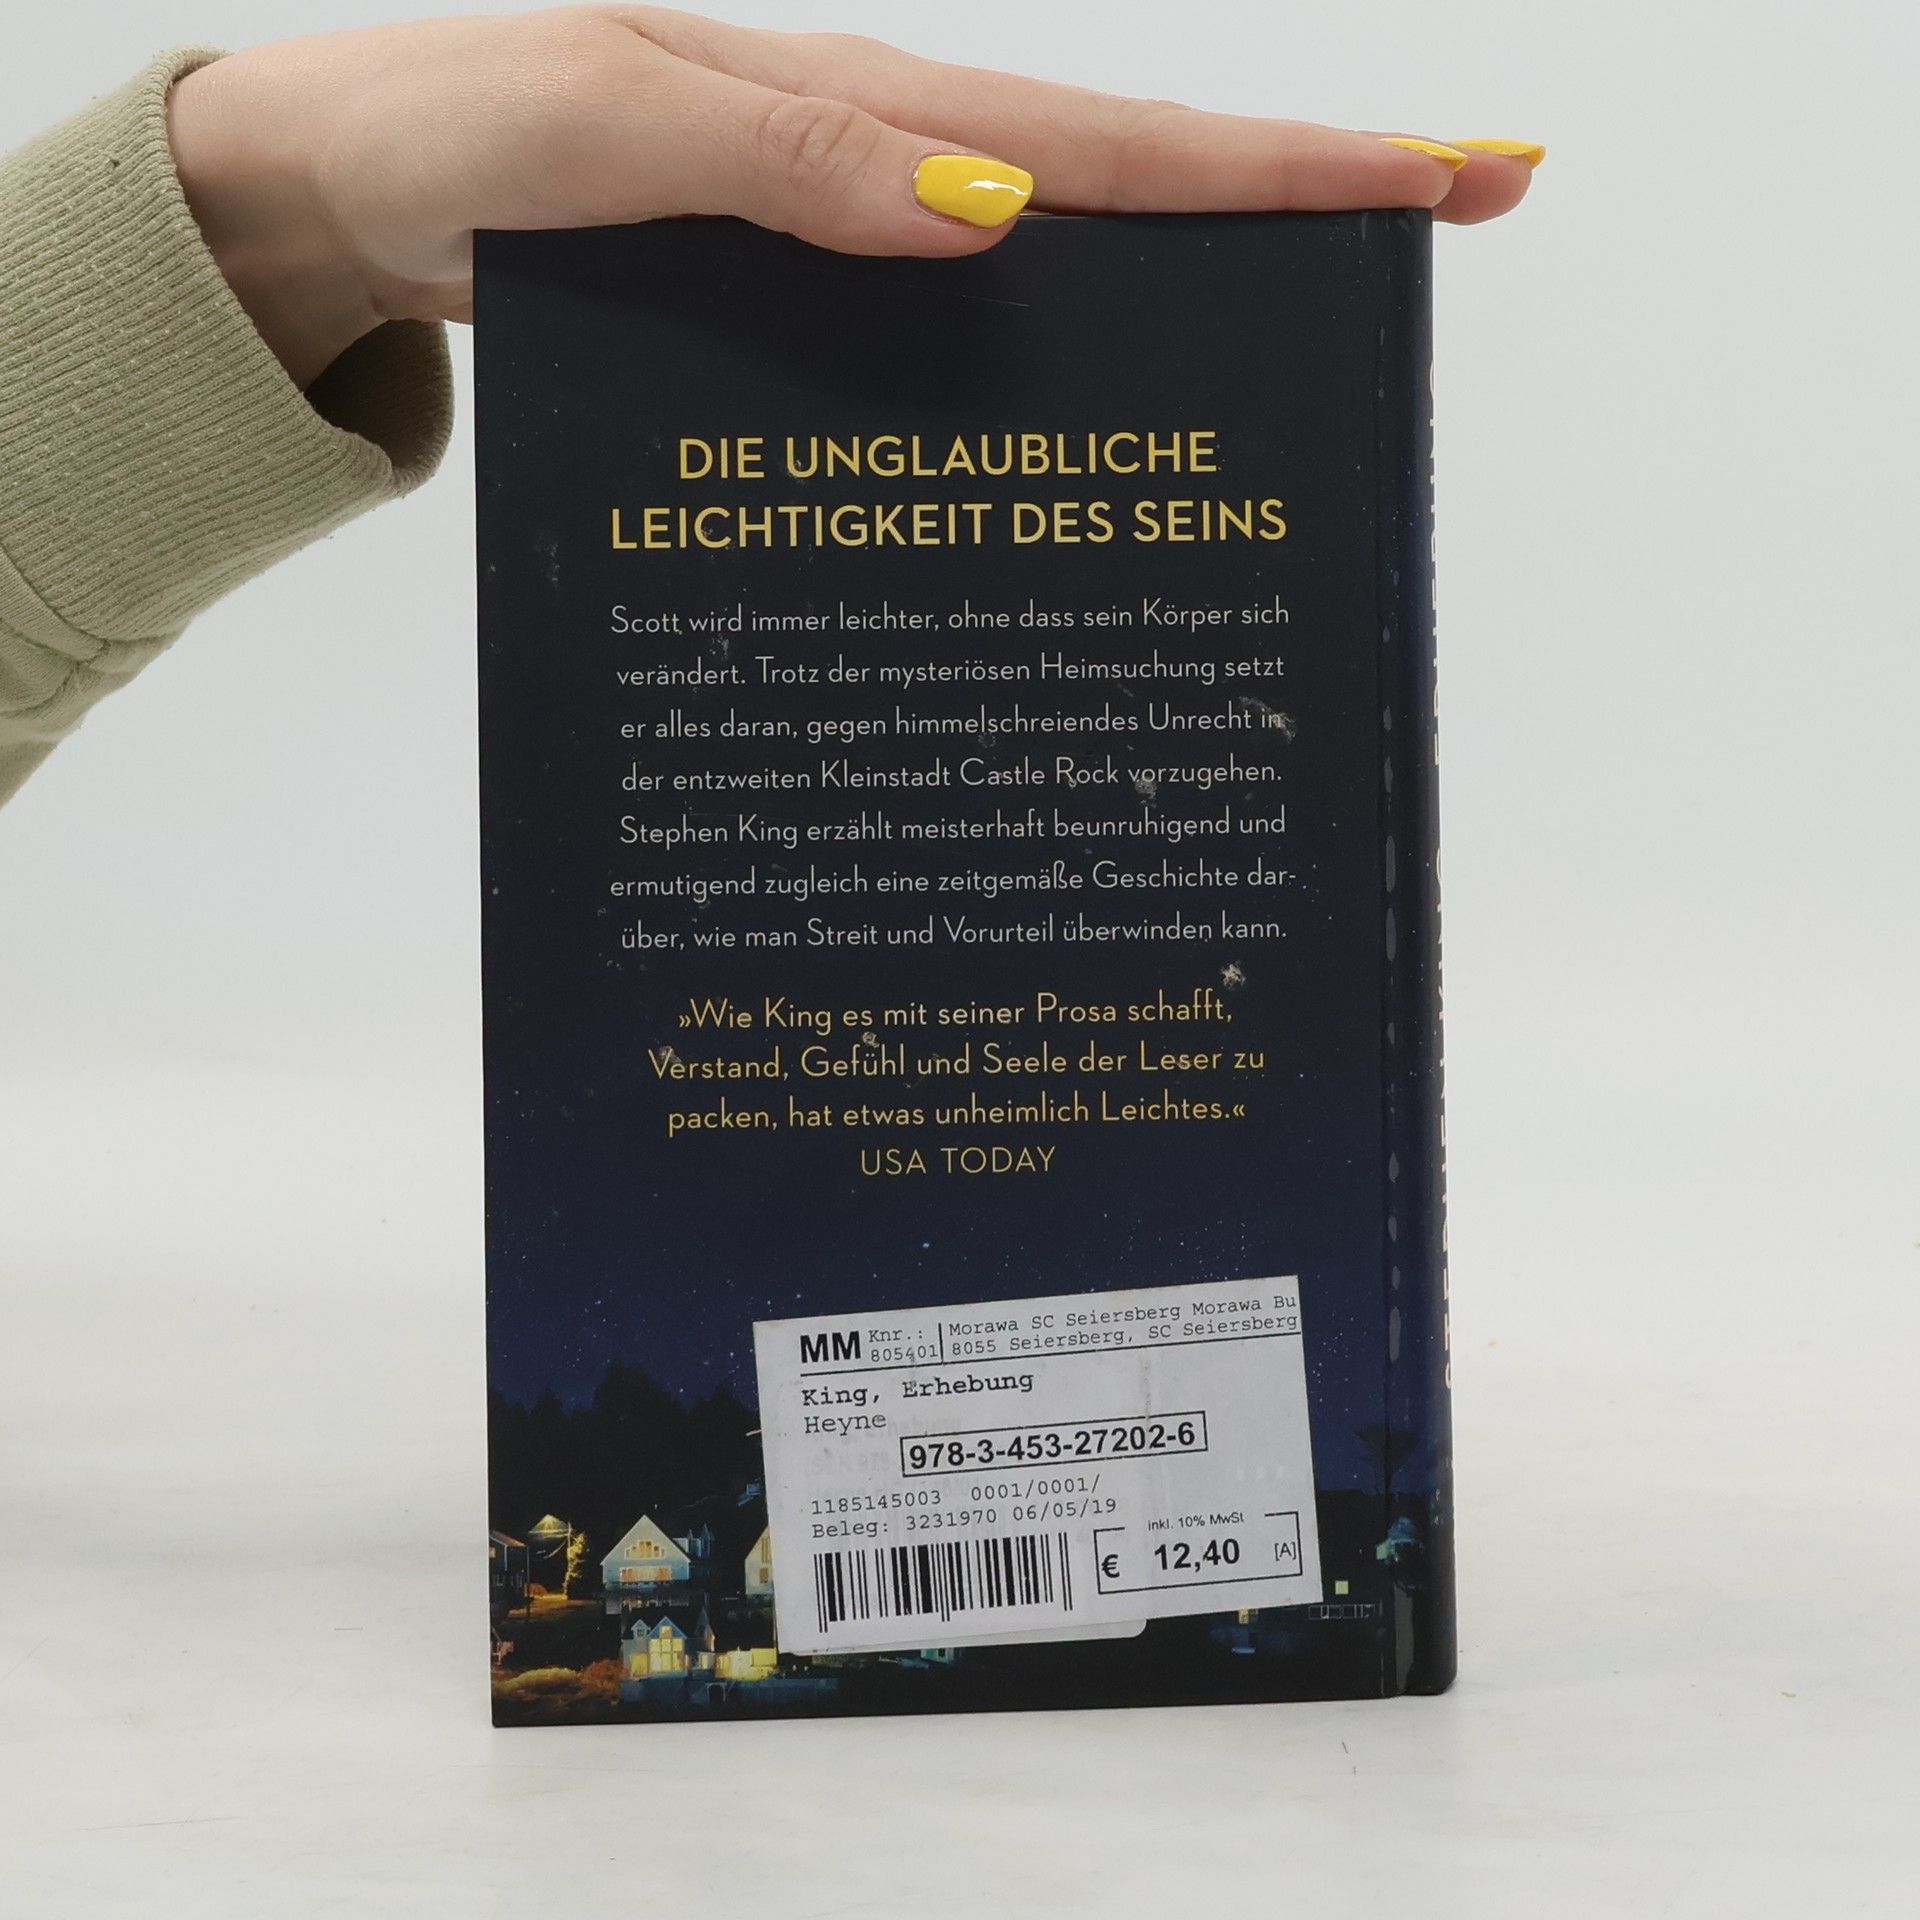 DIE UNGLAUBLICHE
LEICHTIGKEIT DES SEINS
Scott wird immer leichter, ohne dass sein Körper sich
verändert. Trotz der mysteriösen Heimsuchung setzt
er alles daran, gegen himmelschreiendes Unrecht in
der entzweiten Kleinstadt Castle Rock vorzugehen.
Stephen King erzählt meisterhaft beunruhigend und
ermutigend zugleich eine zeitgemäße Geschichte dar-
über, wie man Streit und Vorurteil überwinden kann.
»Wie King es mit seiner Prosa schafft,
Verstand, Gefühl und Seele der Leser zu
packen, hat etwas unheimlich Leichtes.«
USA TODAY
MM Knr.: Morawa SC Seiersberg Morawa Bu
805401 8055 Seiersberg, SC Seiersberg
King, Erhebung
Heyne
978-3-453-27202-6
1185145003 0001/0001/
Beleg: 3231970 06/05/19
inkl. 10% MwSt
€ 12,40 [A]